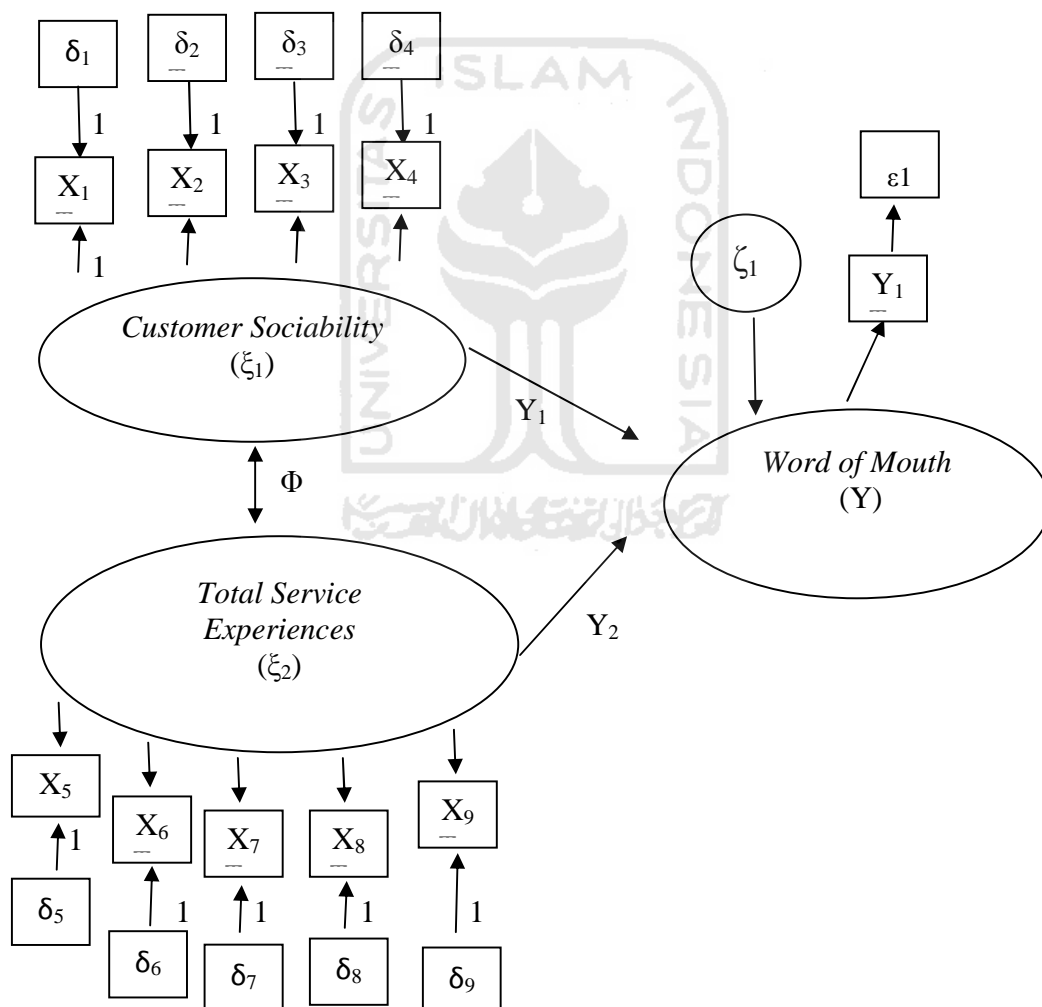 δ1 δ2 δ3 δ4
1 1 1 1
X1 X2 X3 X4
1
ε1
Y1
ζ1
Customer Sociability
(ξ1)
Y1
Word of Mouth
(Y)
Φ
Total Service
Experiences
(ξ2)
Y2
X5 X6 X7 X8 X9
1 1 1 1 1
δ5 δ6 δ7 δ8 δ9
UNIVERSITAS
ISLAM
INDONESIA